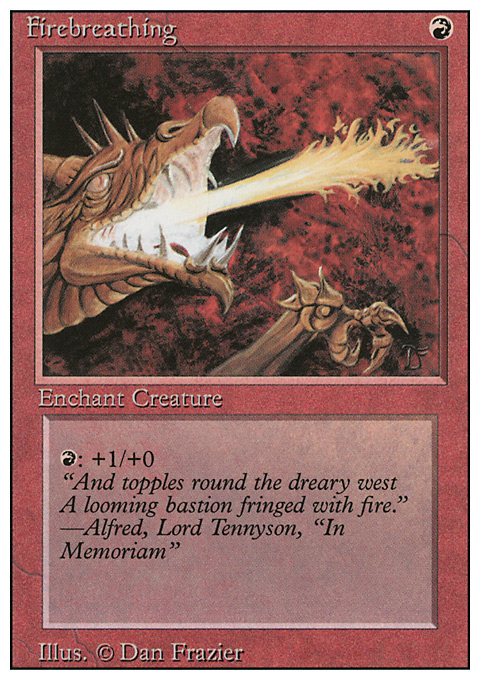 Firebreathing
Enchant Creature
: +1/+0
“And topples round the dreary west
A looming bastion fringed with fire.”
—Alfred, Lord Tennyson, “In
Memoriam”
DF
Illus. © Dan Frazier